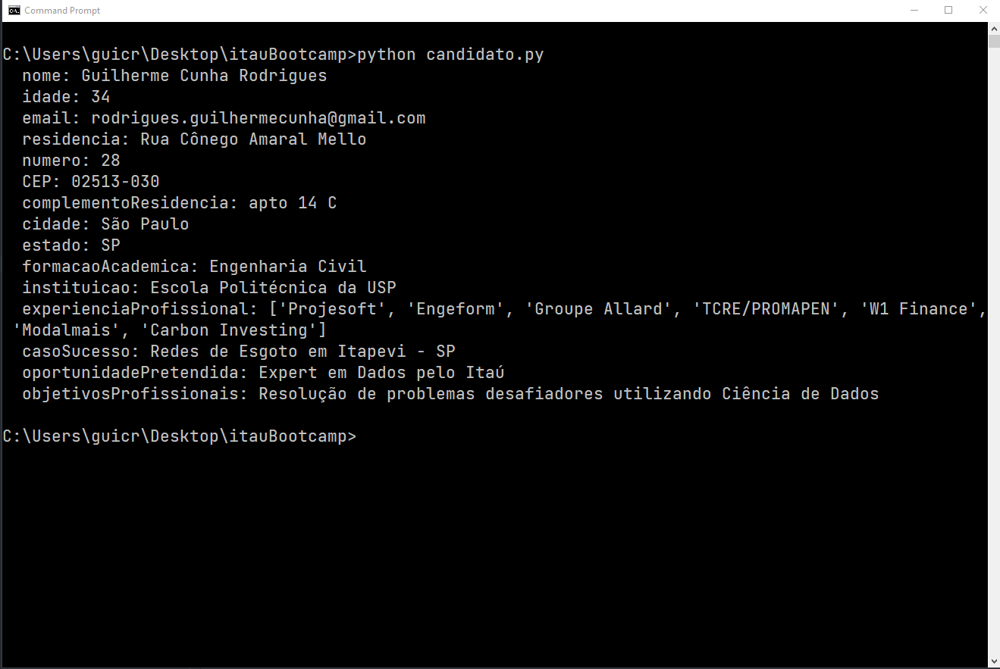 Command Prompt
C:\Users\guicr\Desktop\itauBootcamp>python candidato.py
nome: Guilherme Cunha Rodrigues
idade: 34
email: rodrigues.guilhermecunha@gmail.com
residencia: Rua Cônego Amaral Mello
numero: 28
CEP: 02513-030
complementoResidencia: apto 14 C
cidade: São Paulo
estado: SP
formacaoAcademica: Engenharia Civil
instituicao: Escola Politécnica da USP
experienciaProfissional: ['Projesoft', 'Engeform', 'Groupe Allard', 'TCRE/PROMAPEN', 'W1 Finance',
'Modalmais', 'Carbon Investing']
casoSucesso: Redes de Esgoto em Itapevi - SP
oportunidadePretendida: Expert em Dados pelo Itaú
objetivosProfissionais: Resolução de problemas desafiadores utilizando Ciência de Dados
C:\Users\guicr\Desktop\itauBootcamp>